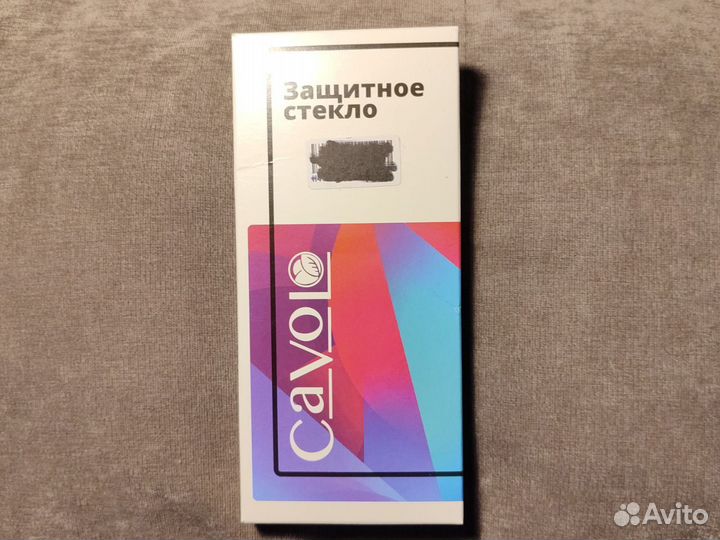 Защитное
стекло
cavolo
Avito